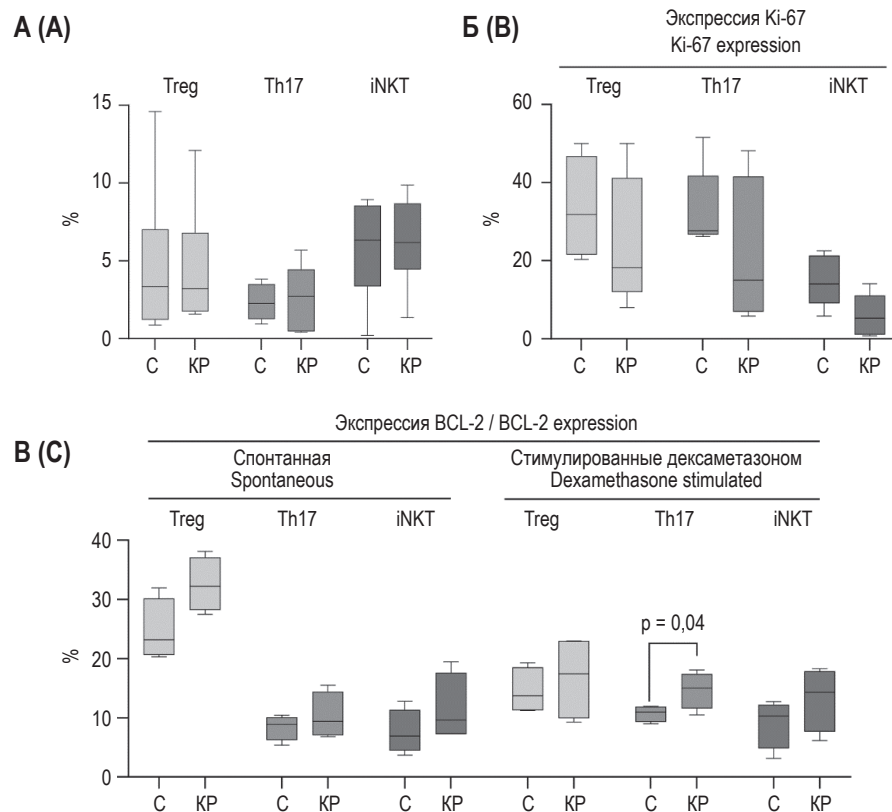 А (A)
Treg Th17 iNKT
15
10
5
0
%
С КР С КР С КР
Б (B)
Экспрессия Ki-67
Ki-67 expression
Treg Th17 iNKT
60
40
20
0
%
С КР С КР С КР
В (C)
Экспрессия BCL-2 / BCL-2 expression
Спонтанная
Spontaneous
Стимулированные дексаметазоном
Dexamethasone stimulated
Treg Th17 iNKT Treg Th17 iNKT
40
30
20
10
0
%
p = 0,04
С КР С КР С КР С КР С КР С КР